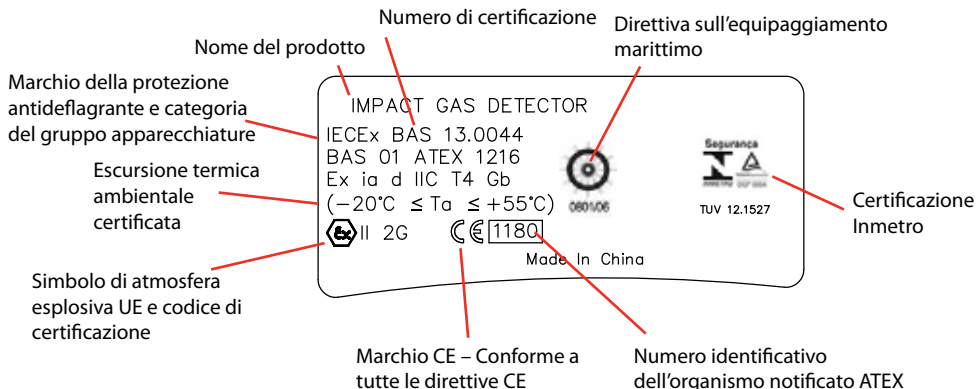 Numero di certificazione
Direttiva sull'equipaggiamento
marittimo
Nome del prodotto
Marchio della protezione
antideflagrante e categoria
del gruppo apparecchiature
Escursione termica
ambientale
certificata
Simbolo di atmosfera
esplosiva UE e codice di
certificazione
IMPACT GAS DETECTOR
IECEx BAS 13.0044
BAS 01 ATEX 1216
Ex ia d IIC T4 Gb
(–20°C ≤ Ta ≤ +55°C)
Ex II 2G CE 1180
Made In China
0801/06
Segurança
TUV 12.1527
Certificazione
Inmetro
Marchio CE – Conforme a
tutte le direttive CE
Numero identificativo
dell'organismo notificato ATEX